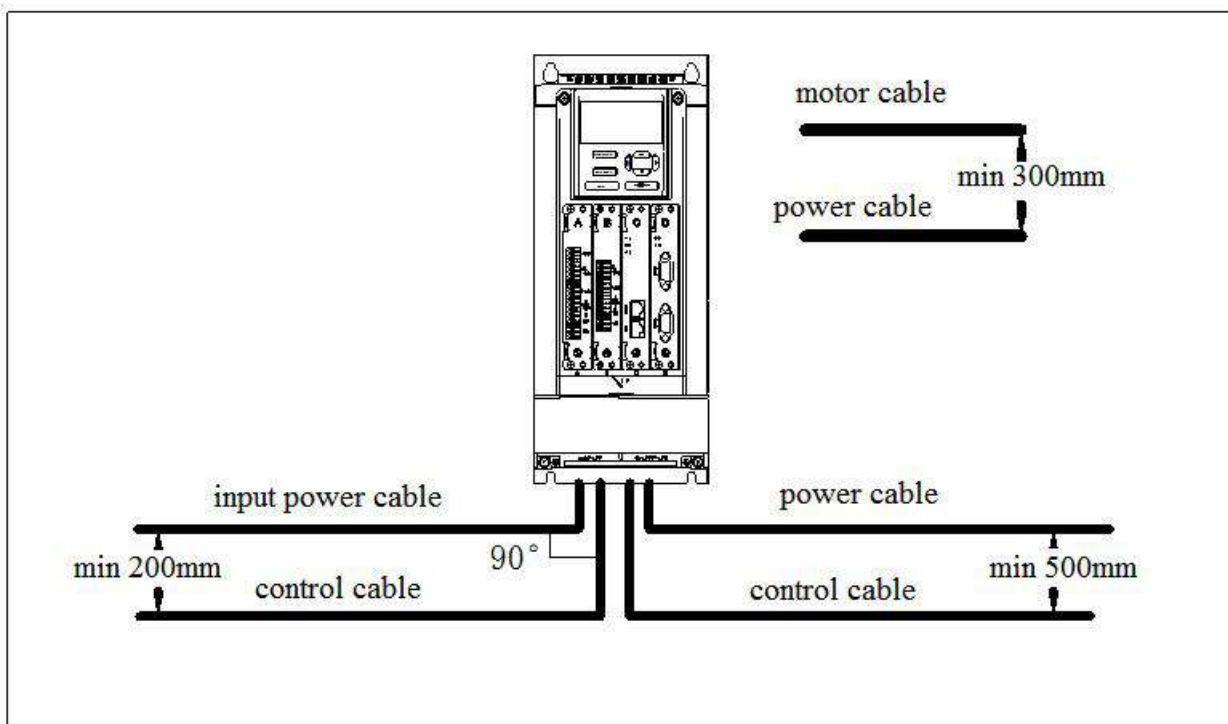 motor cable
min 300mm
power cable
A B C D
input power cable
power cable
90°
min 200mm
min 500mm
control cable
control cable